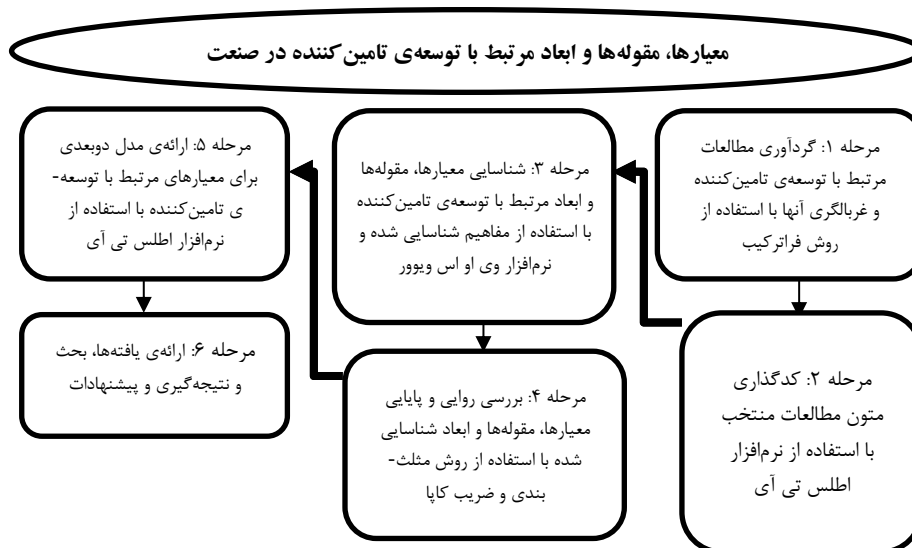 معیارها، مقوله‌ها و ابعاد مرتبط با توسعه‌ی تامین‌کننده در صنعت
مرحله ۱: گردآوری مطالعات
مرتبط با توسعه‌ی تامین‌کننده
و غربالگری آنها با استفاده از
روش فراترکیب
مرحله ۲: کدگذاری
متون مطالعات منتخب
با استفاده از نرم‌افزار
اطلس تی آی
مرحله ۳: شناسایی معیارها، مقوله‌ها
و ابعاد مرتبط با توسعه‌ی تامین‌کننده
با استفاده از مفاهیم شناسایی شده و
نرم‌افزار وی او اس ویوور
مرحله ۴: بررسی روایی و پایایی
معیارها، مقوله‌ها و ابعاد شناسایی
شده با استفاده از روش مثلث-
بندی و ضریب کاپا
مرحله ۵: ارائه‌ی مدل دوبعدی
برای معیارهای مرتبط با توسعه-
ی تامین‌کننده با استفاده از
نرم‌افزار اطلس تی آی
مرحله ۶: ارائه‌ی یافته‌ها، بحث
و نتیجه‌گیری و پیشنهادات